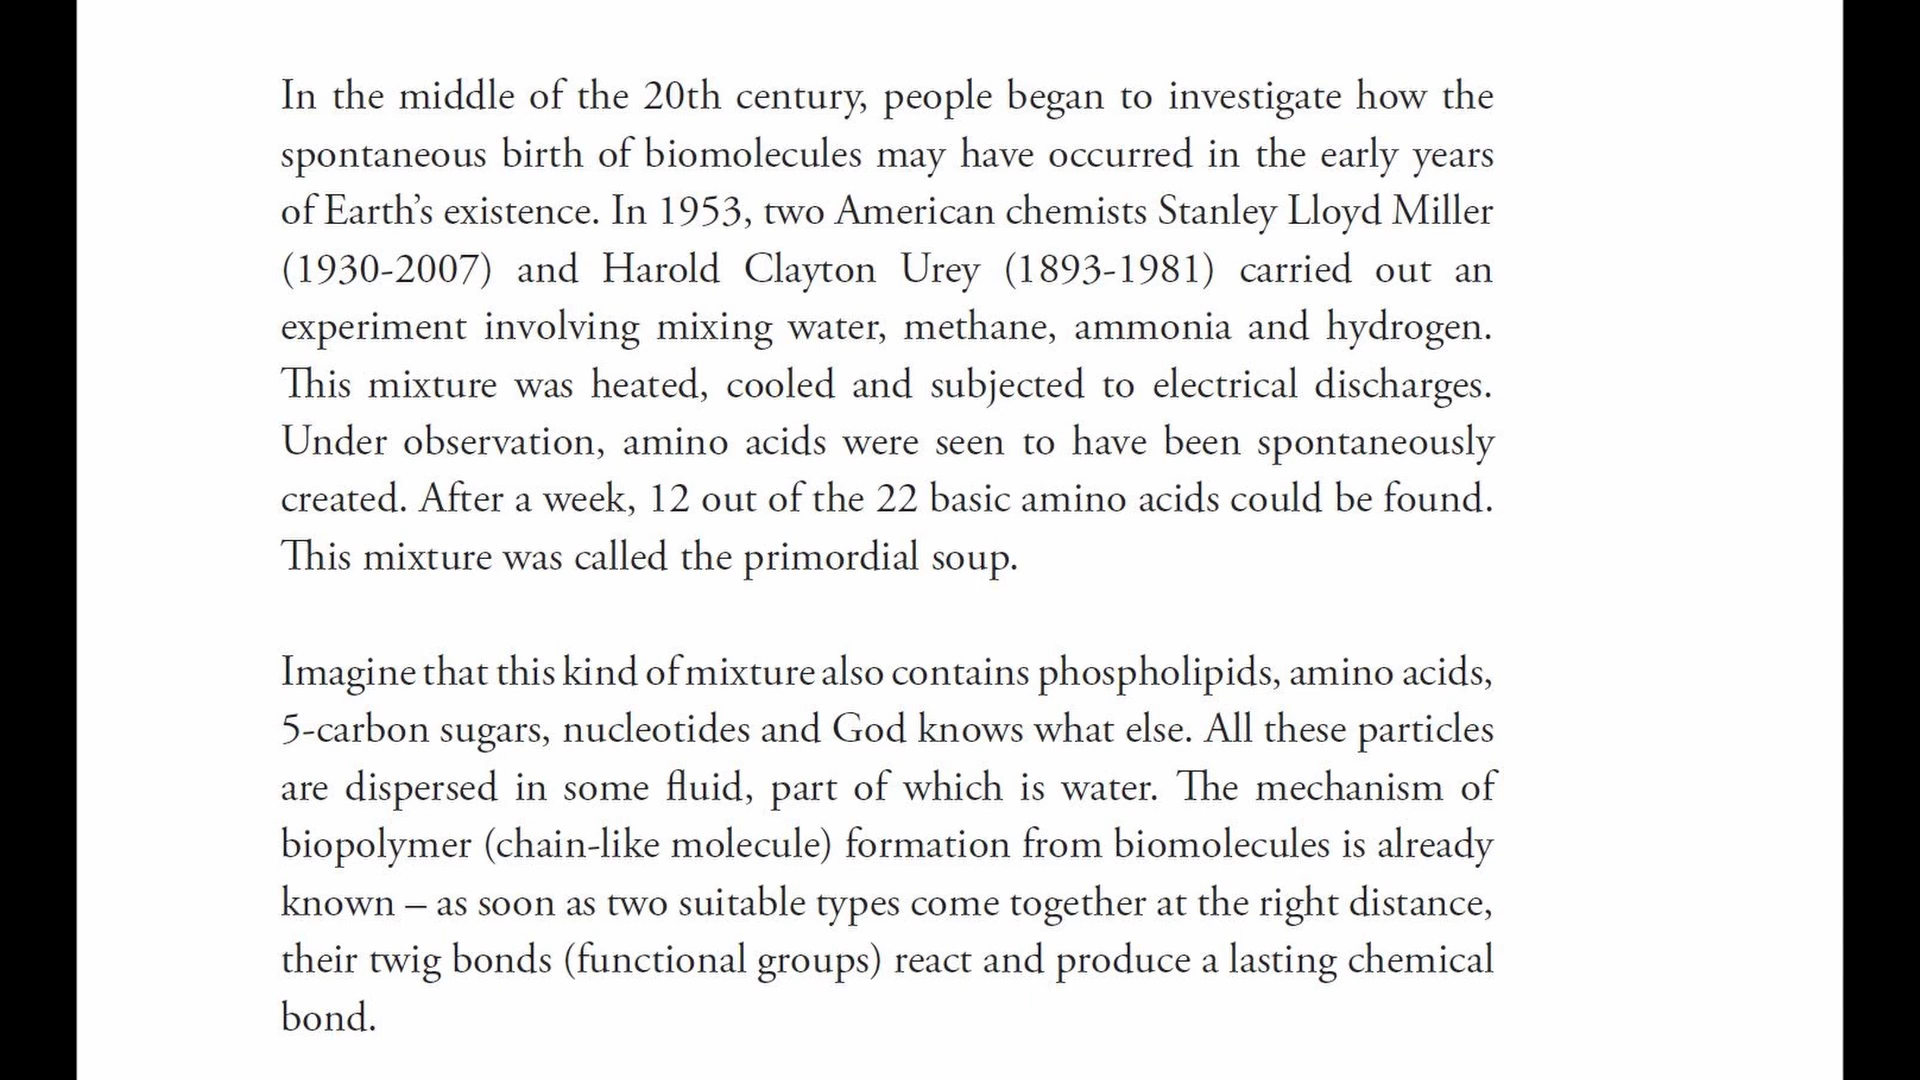 In the middle of the 20th century, people began to investigate how the
spontaneous birth of biomolecules may have occurred in the early years
of Earth’s existence. In 1953, two American chemists Stanley Lloyd Miller
(1930-2007) and Harold Clayton Urey (1893-1981) carried out an
experiment involving mixing water, methane, ammonia and hydrogen.
This mixture was heated, cooled and subjected to electrical discharges.
Under observation, amino acids were seen to have been spontaneously
created. After a week, 12 out of the 22 basic amino acids could be found.
This mixture was called the primordial soup.
Imagine that this kind of mixture also contains phospholipids, amino acids,
5-carbon sugars, nucleotides and God knows what else. All these particles
are dispersed in some fluid, part of which is water. The mechanism of
biopolymer (chain-like molecule) formation from biomolecules is already
known – as soon as two suitable types come together at the right distance,
their twig bonds (functional groups) react and produce a lasting chemical
bond.